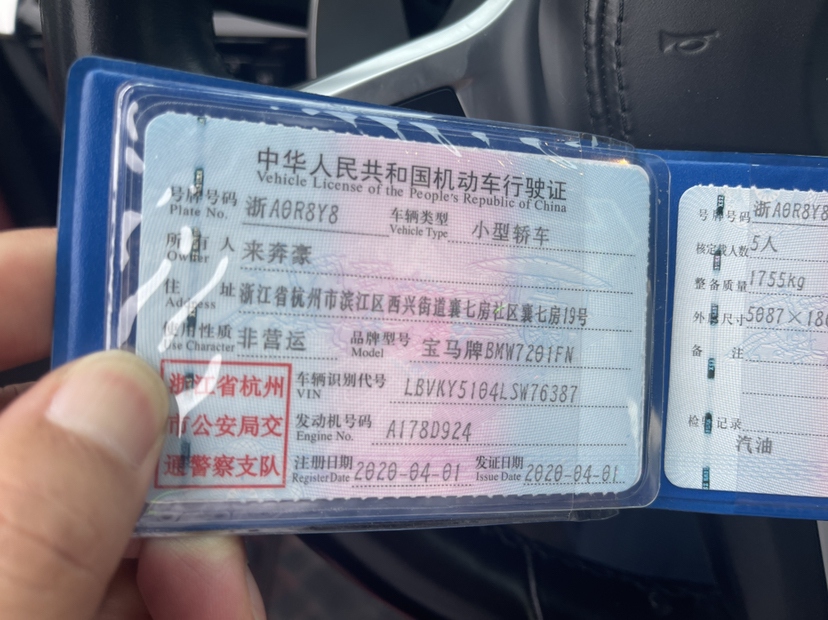 中华人民共和国机动车行驶证
Vehicle License of the People's Republic of China
号牌号码 浙A0R8Y8 车辆类型 小型轿车
Plate No. Vehicle Type
所有人 来奔豪
Owner
住址 浙江省杭州市滨江区西兴街道襄七房社区襄七房19号
Address
使用性质 非营运 品牌型号 宝马牌BMW7201FN
Use Character Model
浙江省杭州
市公安局交
通警察支队
车辆识别代号 LBVKY5104LSW76387
VIN
发动机号码 A178D924
Engine No.
注册日期 2020-04-01 发证日期 2020-04-01
Register Date Issue Date
号牌号码 浙A0R8Y8
核定载人数 5人
整备质量 1755kg
外廓尺寸 5087×186
备注
检验记录
汽油